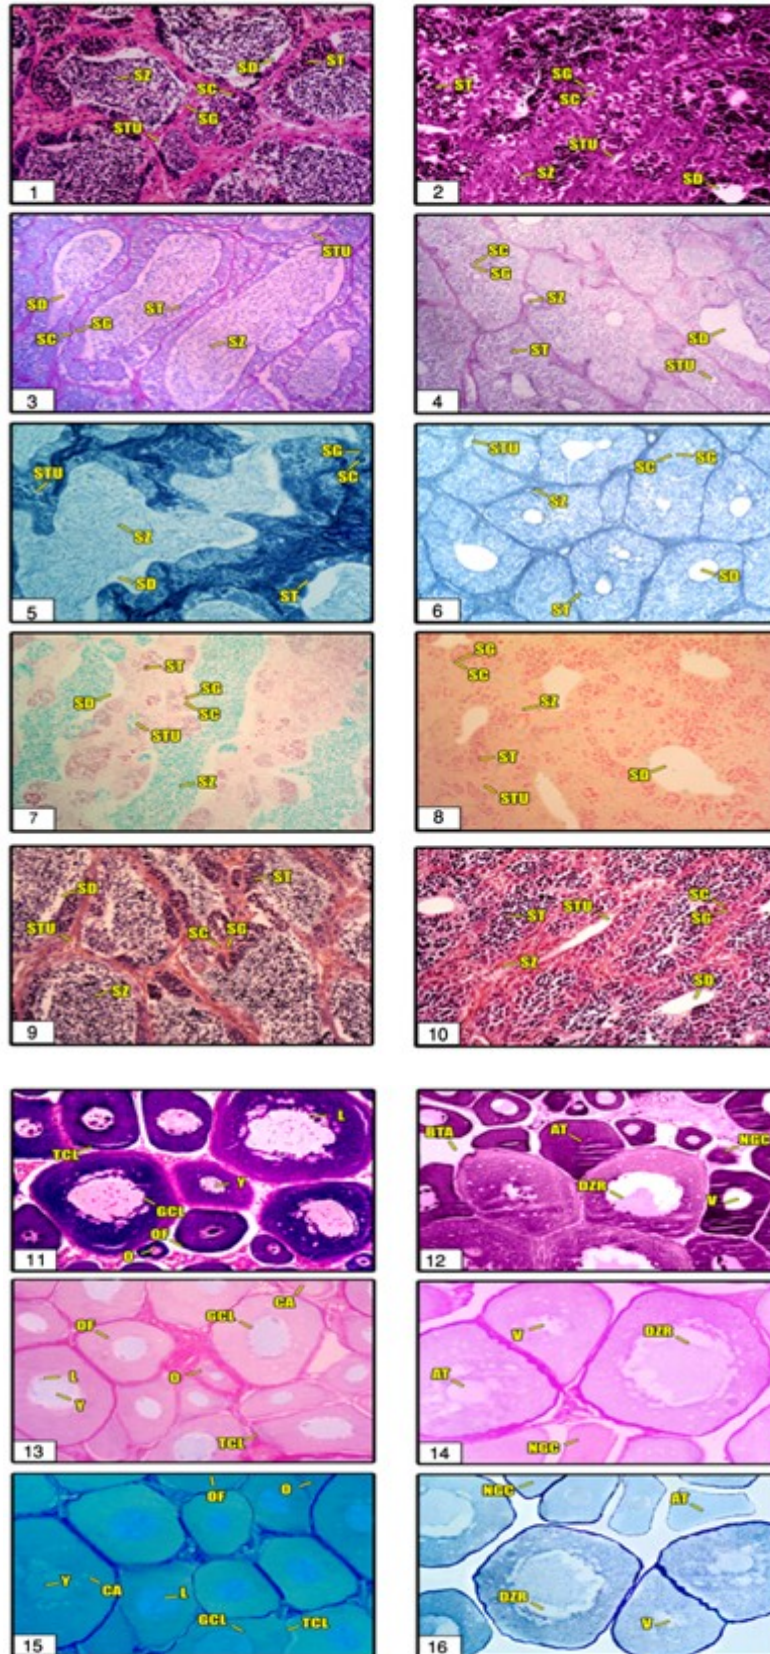 SZ
SD
ST
SC
SG
STU
1
ST
SG
SC
STU
SZ
SD
2
STU
SD
SC
SG
ST
SZ
3
SC
SG
SZ
SD
ST
STU
4
SG
SC
STU
SZ
SD
ST
5
STU
SC
SG
SZ
SD
ST
6
ST
SD
SG
SC
STU
SZ
7
SG
SC
SZ
ST
SD
STU
8
SD
ST
STU
SC
SG
SZ
9
ST
STU
SC
SG
SZ
SD
10
L
TCL
Y
GCL
OF
O
11
BTA
AT
NGC
DZR
V
12
CA
GCL
OF
L
O
Y
TCL
13
V
DZR
AT
NGC
14
OF
O
Y
CA
L
GCL
TCL
15
NGC
AT
DZR
V
16